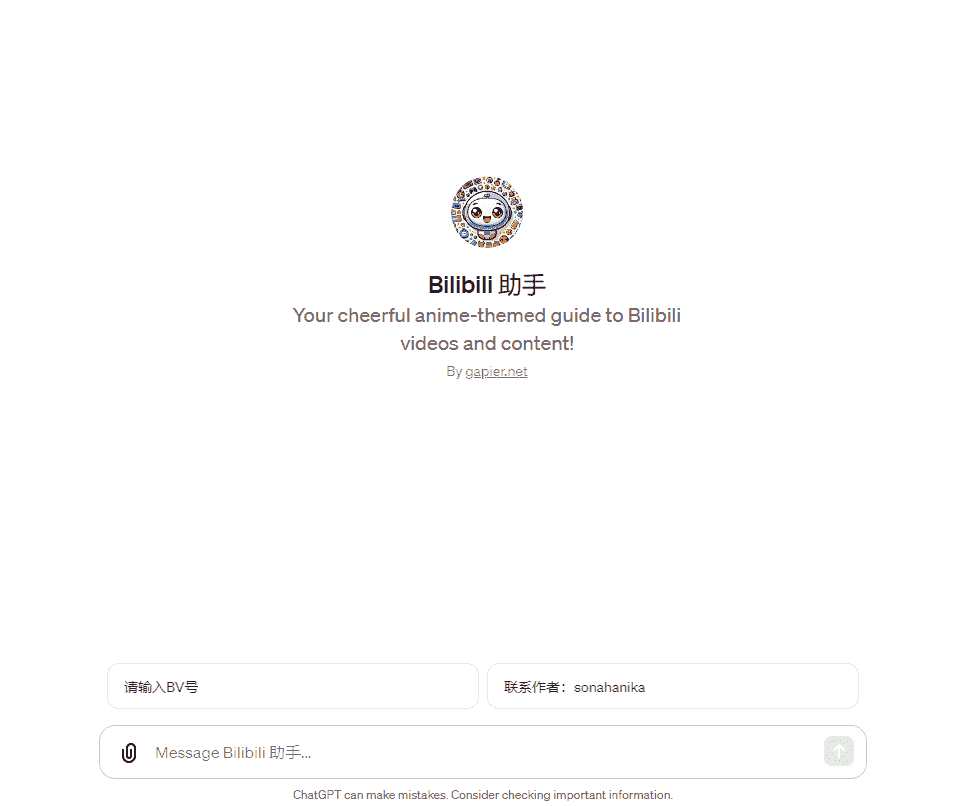 Bilibili 助手
Your cheerful anime-themed guide to Bilibili
videos and content!
By gapier.net
请输入BV号
联系作者：sonahanika
Message Bilibili 助手...
ChatGPT can make mistakes. Consider checking important information.